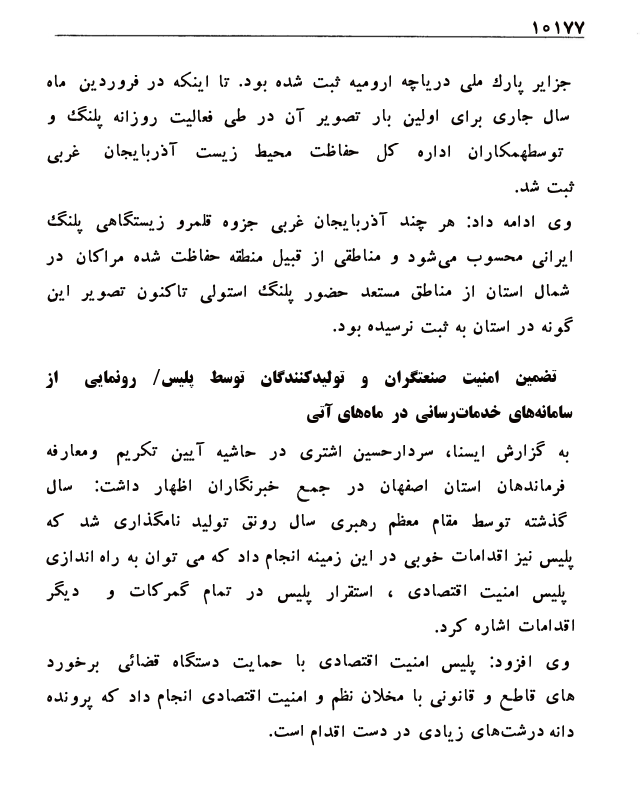 ۱۰۱۷۷
جزایر پارك ملی دریاچه ارومیه ثبت شده بود. تا اینکه در فروردین ماه
سال جاری برای اولین بار تصویر آن در طی فعالیت روزانه پلنگ و
توسطهمکاران اداره کل حفاظت محیط زیست آذربایجان غربی
ثبت شد.
وی ادامه داد: هر چند آذربایجان غربی جزوه قلمرو زیستگاهی پلنگ
ایرانی محسوب می‌شود و مناطقی از قبیل منطقه حفاظت شده مراکان در
شمال استان از مناطق مستعد حضور پلنگ استولی تاکنون تصویر این
گونه در استان به ثبت نرسیده بود.
تضمین امنیت صنعتگران و تولیدکنندگان توسط پلیس/ رونمایی از
سامانه‌های خدمات‌رسانی در ماه‌های آتی
به گزارش ایسنا، سردارحسین اشتری در حاشیه آیین تکریم ومعارفه
فرماندهان استان اصفهان در جمع خبرنگاران اظهار داشت: سال
گذشته توسط مقام معظم رهبری سال رونق تولید نامگذاری شد که
پلیس نیز اقدامات خوبی در این زمینه انجام داد که می توان به راه اندازی
پلیس امنیت اقتصادی ، استقرار پلیس در تمام گمرکات و دیگر
اقدامات اشاره کرد.
وی افزود: پلیس امنیت اقتصادی با حمایت دستگاه قضائی برخورد
های قاطع و قانونی با مخلان نظم و امنیت اقتصادی انجام داد که پرونده
دانه درشت‌های زیادی در دست اقدام است.